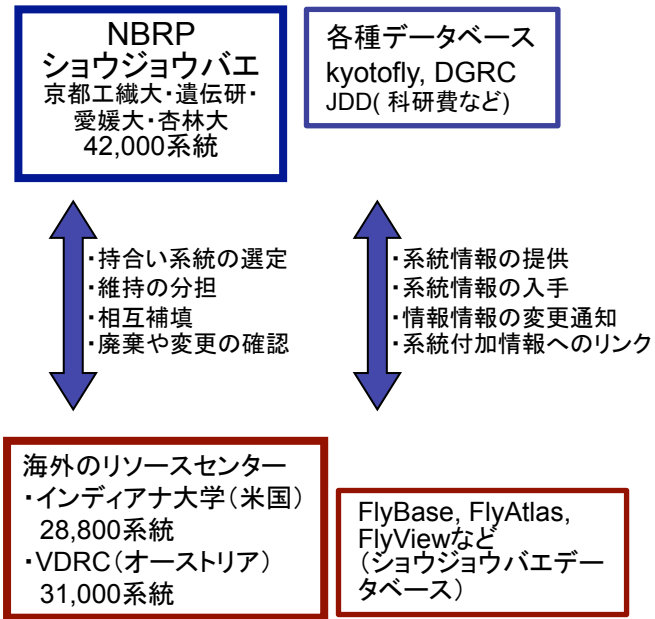 NBRP
ショウジョウバエ
京都工繊大・遺伝研・
愛媛大・杏林大
42,000系統
各種データベース
kyotofly, DGRC
JDD( 科研費など)
・持合い系統の選定
・維持の分担
・相互補填
・廃棄や変更の確認
・系統情報の提供
・系統情報の入手
・情報情報の変更通知
・系統付加情報へのリンク
海外のリソースセンター
・インディアナ大学（米国）
28,800系統
・VDRC（オーストリア）
31,000系統
FlyBase, FlyAtlas,
FlyViewなど
（ショウジョウバエデー
タベース）